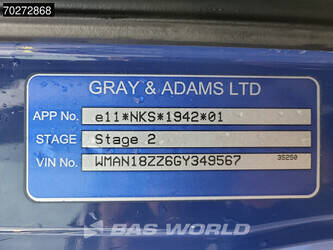 70272868
GRAY & ADAMS LTD
APP No. e11*NKS*1942*01
STAGE Stage 2
VIN No. WMAN18ZZ6GY349567 35250
BAS WORLD